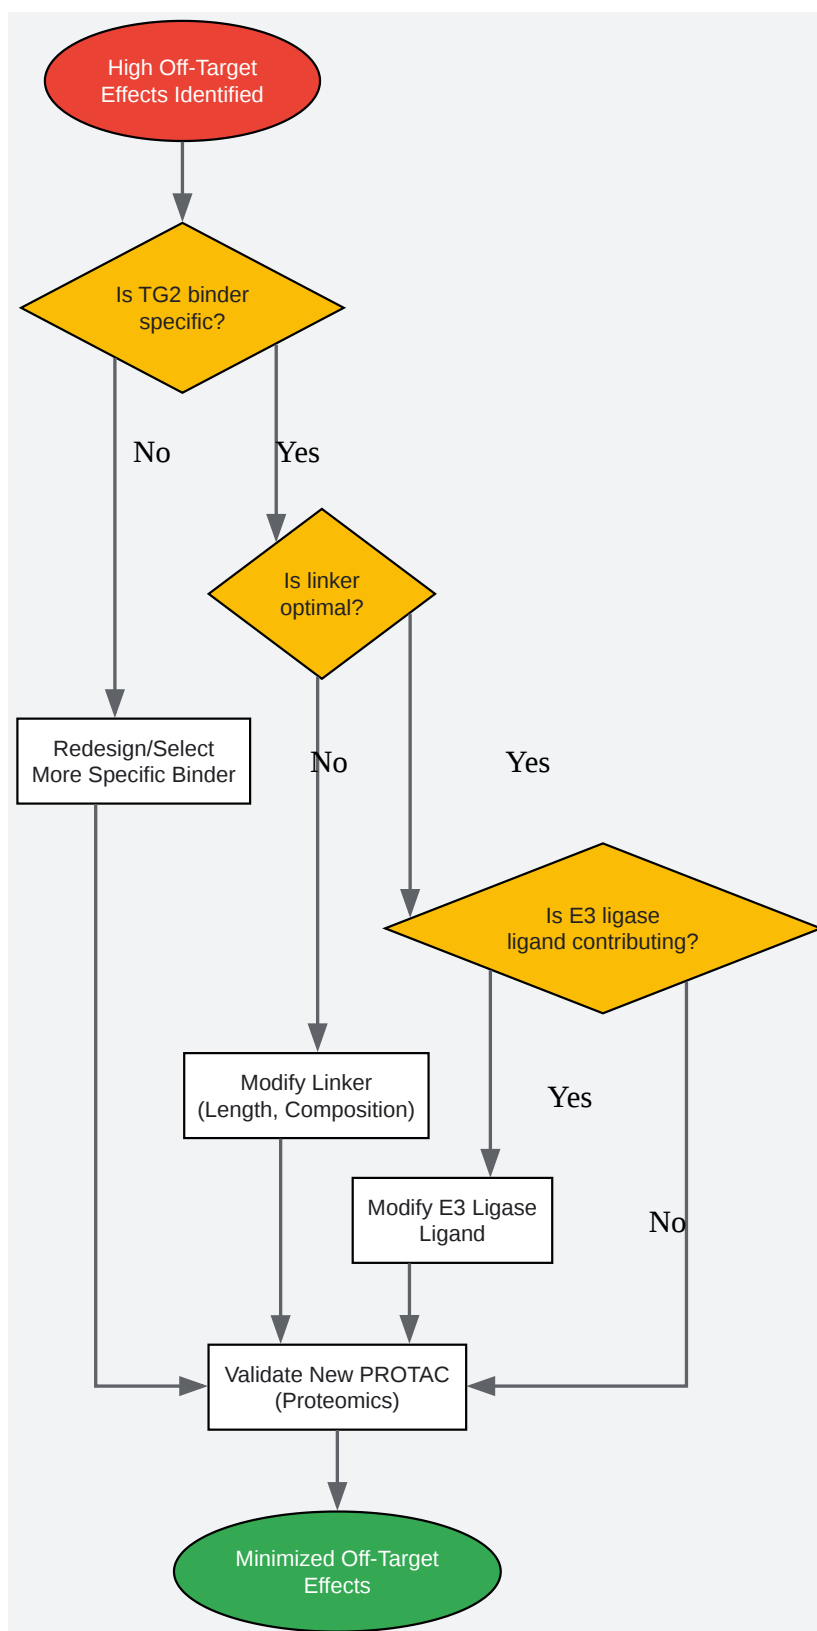 High Off-Target
Effects Identified
Is TG2 binder
specific?
No
Yes
Is linker
optimal?
Redesign/Select
More Specific Binder
No
Yes
Is E3 ligase
ligand contributing?
Modify Linker
(Length, Composition)
Yes
Modify E3 Ligase
Ligand
No
Validate New PROTAC
(Proteomics)
Minimized Off-Target
Effects